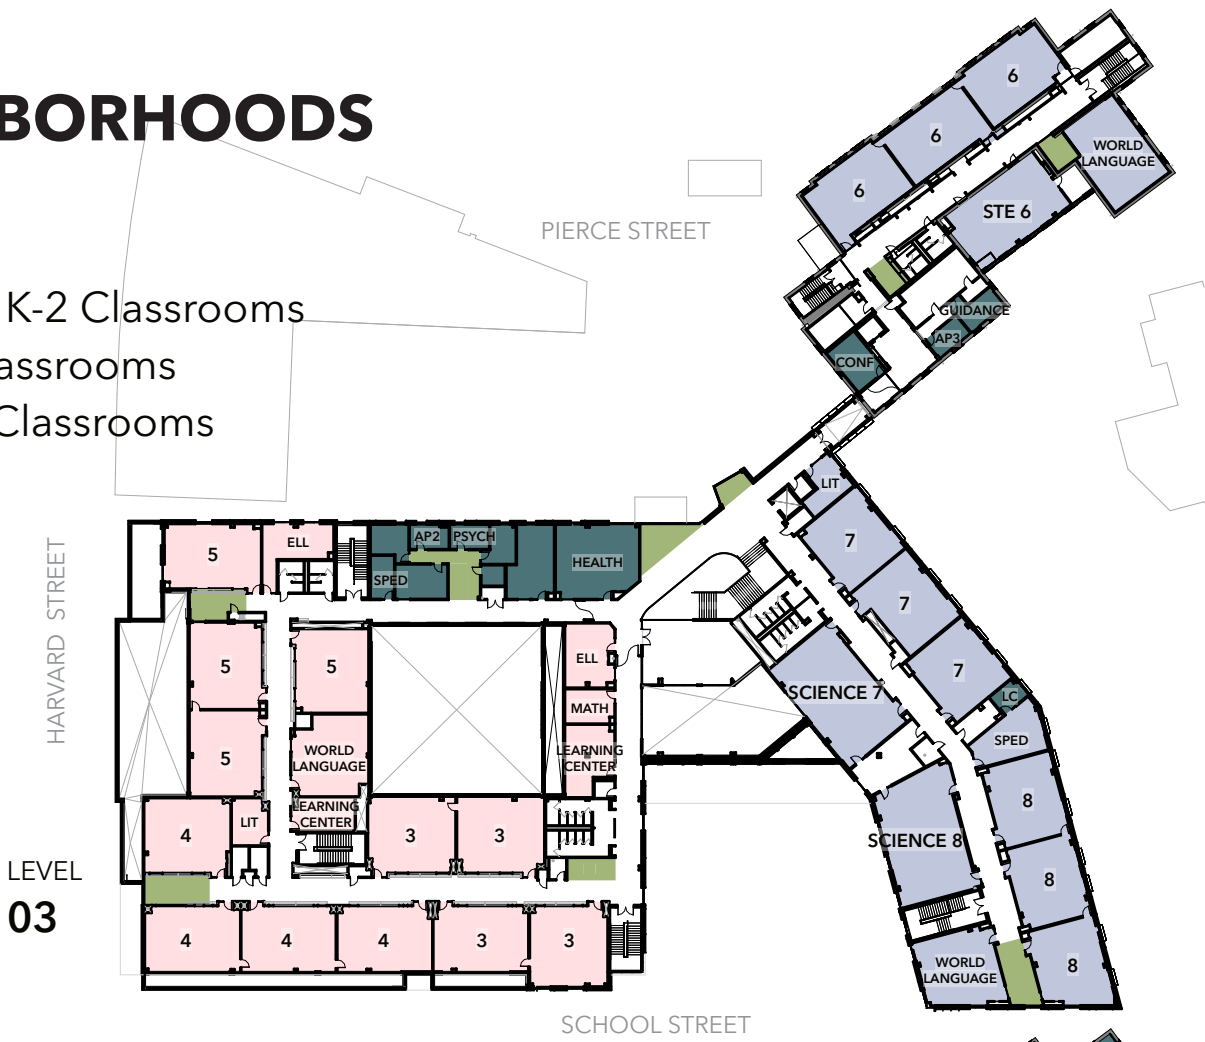 BORHOODS
K-2 Classrooms
assrooms
Classrooms
PIERCE STREET
HARVARD STREET
SCHOOL STREET
LEVEL
03
6
6
6
WORLD
LANGUAGE
STE 6
GUIDANCE
AP3
CONF
LIT
7
7
7
SCIENCE 7
LC
SPED
8
SCIENCE 8
8
8
WORLD
LANGUAGE
5
ELL
AP2
PSYCH
SPED
HEALTH
5
5
ELL
MATH
LEARNING
CENTER
5
WORLD
LANGUAGE
LEARNING
CENTER
4
LIT
3
3
4
4
4
3
3